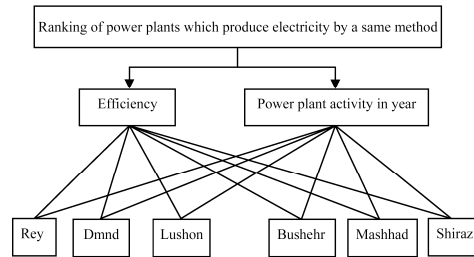 Ranking of power plants which produce electricity by a same method
Efficiency
Power plant activity in year
Rey
Dmnd
Lushon
Bushehr
Mashhad
Shiraz